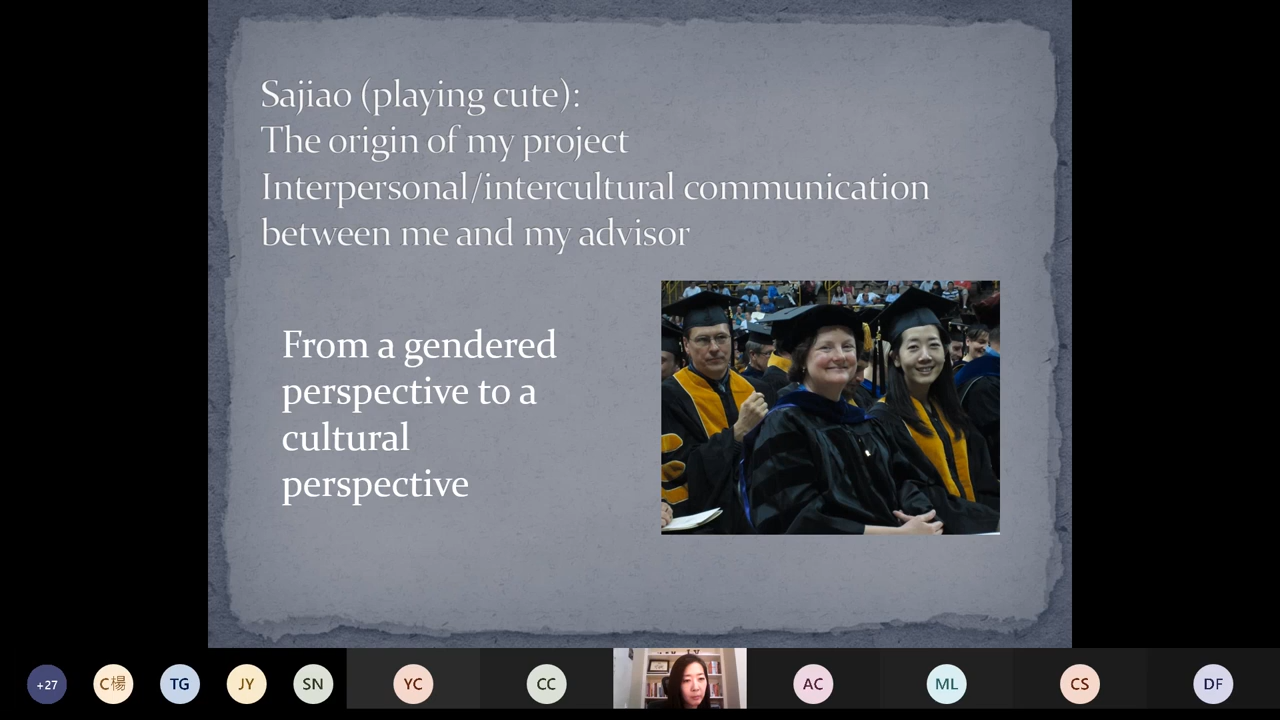 Sajiao (playing cute):
The origin of my project
Interpersonal/intercultural communication
between me and my advisor
From a gendered
perspective to a
cultural
perspective
+27
C楊
TG
JY
SN
YC
CC
AC
ML
CS
DF